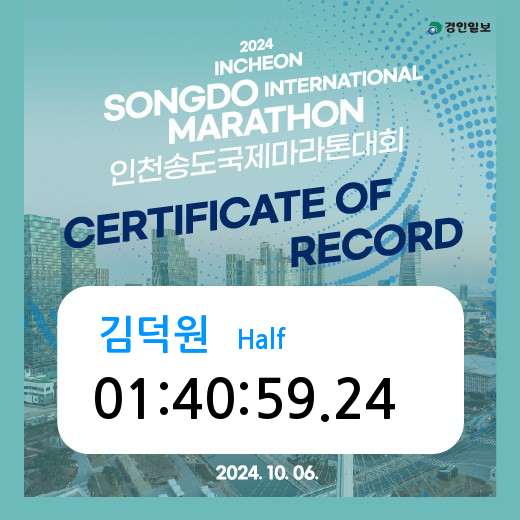 경인일보
2024
INCHEON
SONGDO INTERNATIONAL
MARATHON
인천송도국제마라톤대회
CERTIFICATE OF
RECORD
김덕원 Half
01:40:59.24
2024. 10. 06.